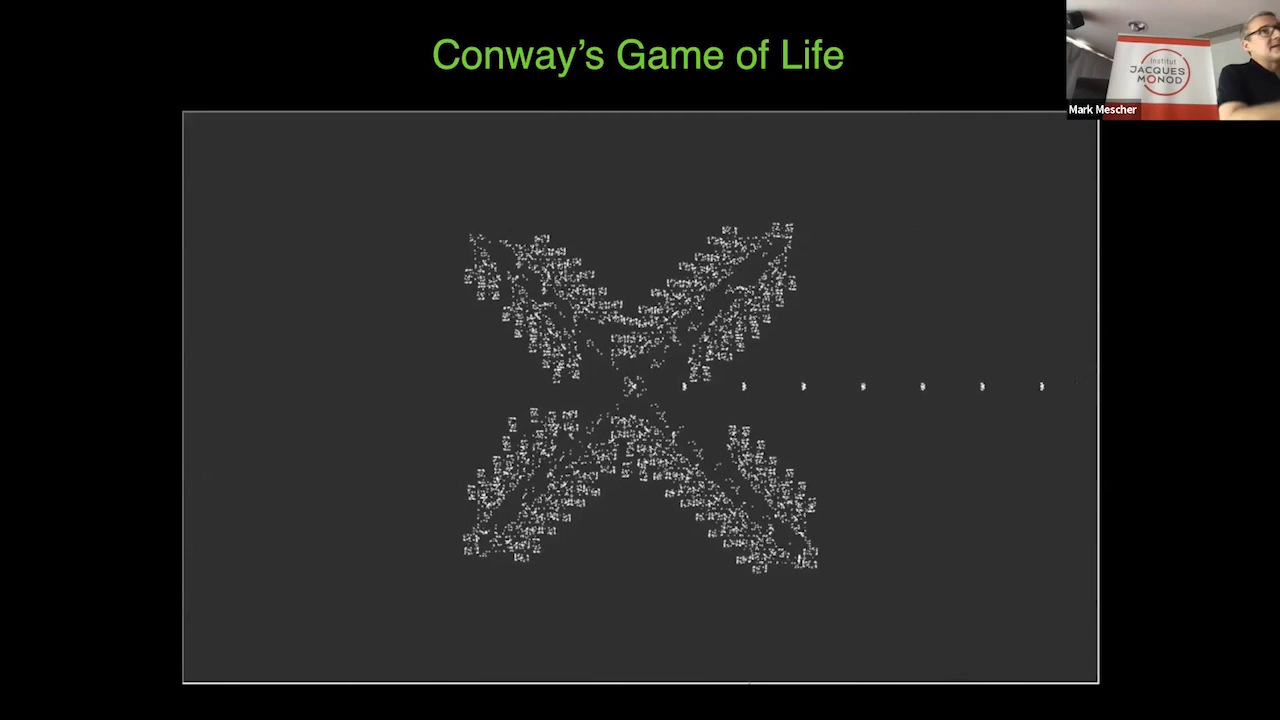 Conway’s Game of Life
Institut
JACQUES
MONOD
Mark Mescher